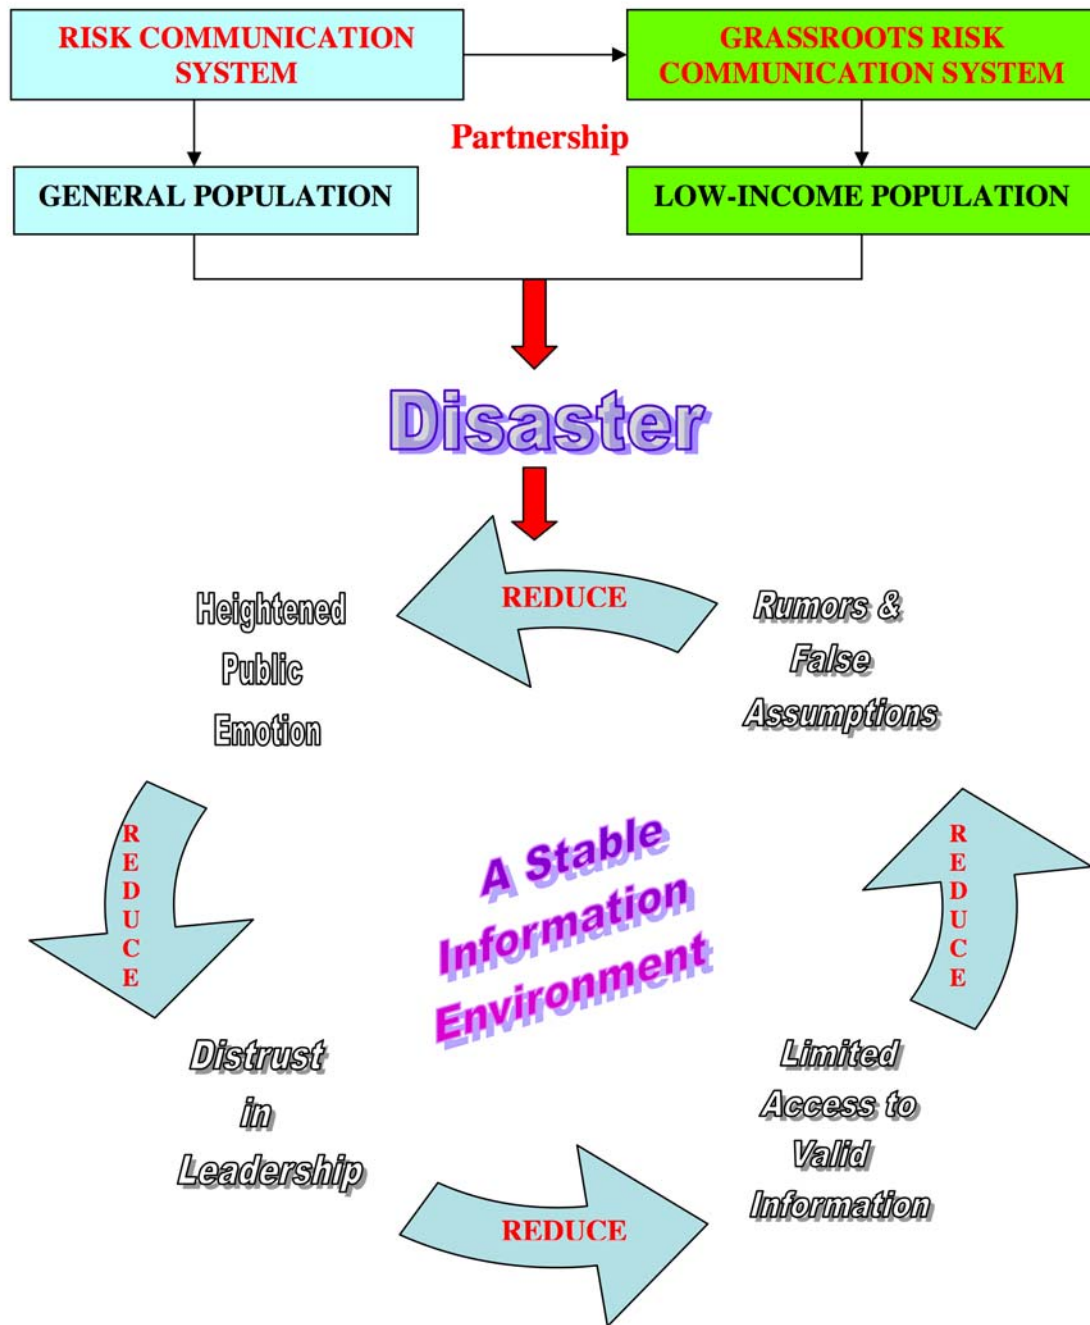 RISK COMMUNICATION
SYSTEM
GRASSROOTS RISK
COMMUNICATION SYSTEM
Partnership
GENERAL POPULATION
LOW-INCOME POPULATION
Disaster
REDUCE
Heightened
Public
Emotion
Rumors &
False
Assumptions
REDUCE
A Stable
Information
Environment
REDUCE
Distrust
in
Leadership
Limited
Access to
Valid
Information
REDUCE